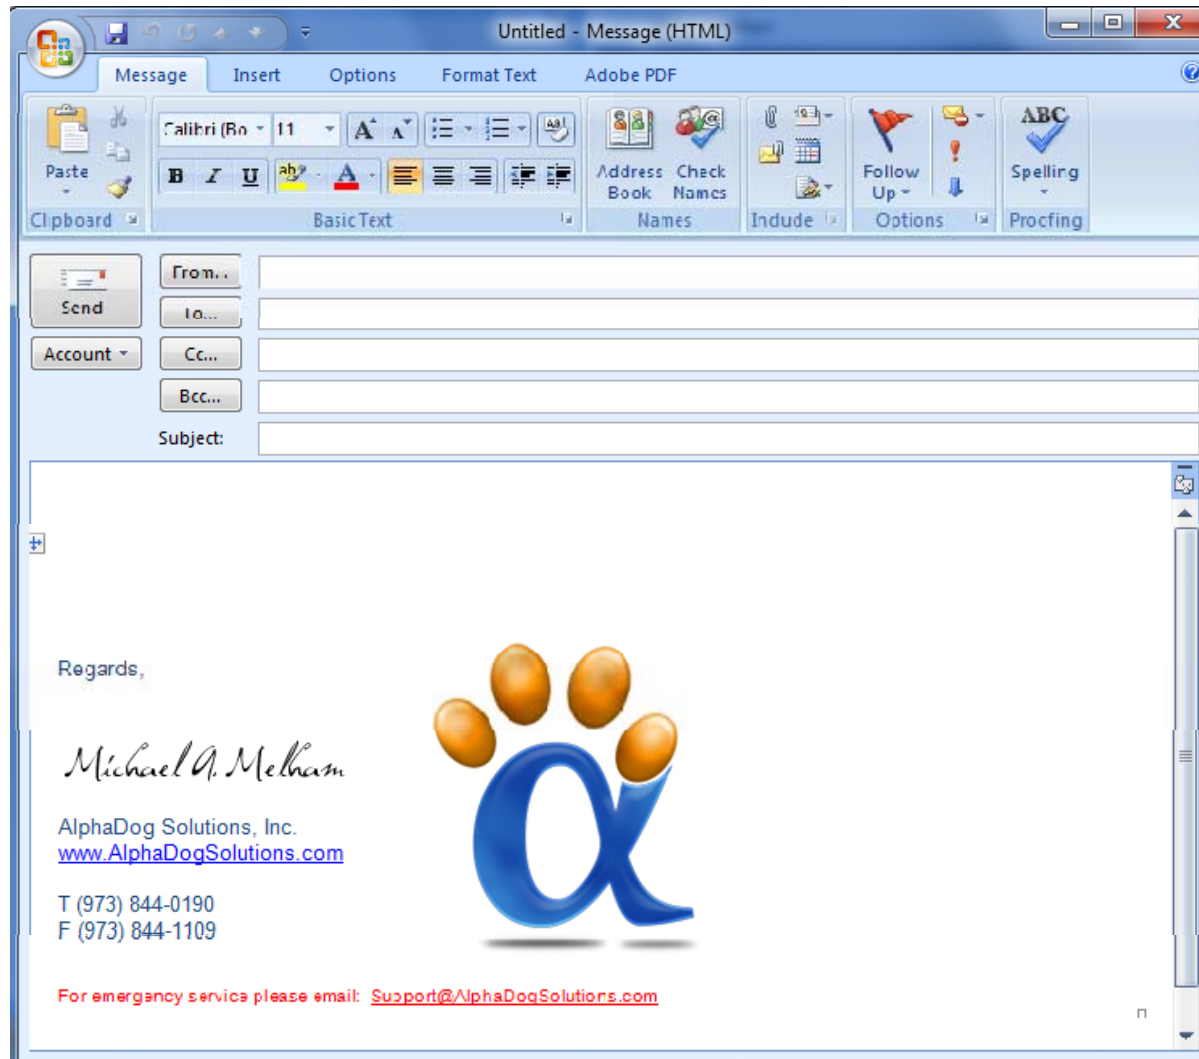 Untitled - Message (HTML)
Message Insert Options Format Text Adobe PDF
Calibri (Bo 11
Paste
B I U ab A
Address Book
Check Names
Follow Up
ABC
Spelling
Clipboard Basic Text Names Include Options Proofing
From...
Send
To...
Account Cc...
Bcc...
Subject:
Regards,
Michael A. Melham
AlphaDog Solutions, Inc.
www.AlphaDogSolutions.com
T (973) 844-0190
F (973) 844-1109
For emergency service please email: Support@AlphaDogSolutions.com